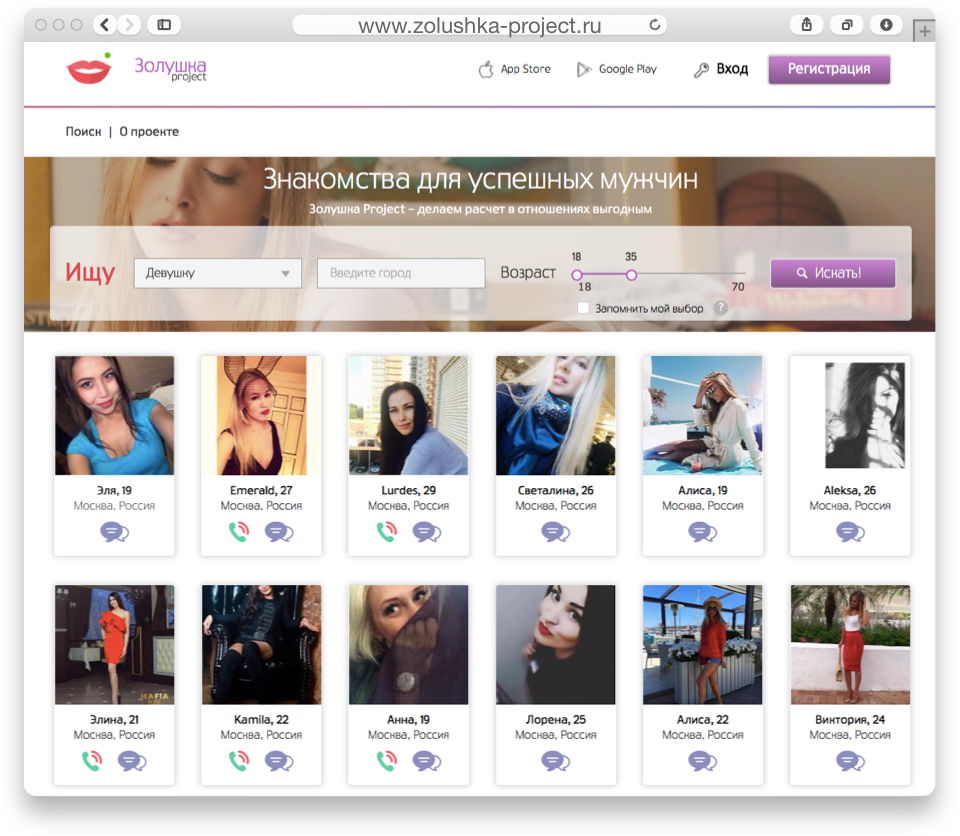 www.zolushka-project.ru
Золушка
project
App Store
Google Play
Вход
Регистрация
Поиск | О проекте
Знакомства для успешных мужчин
Золушка Project – делаем расчет в отношениях выгодным
Ищу
Девушку
Введите город
Возраст
18
35
18
70
Искать!
Запомнить мой выбор
?
Эля, 19
Москва, Россия
Emerald, 27
Москва, Россия
Lurdes, 29
Москва, Россия
Светалина, 26
Москва, Россия
Алиса, 19
Москва, Россия
Aleksa, 26
Москва, Россия
MAFIA
Элина, 21
Москва, Россия
Kamila, 22
Москва, Россия
Анна, 19
Москва, Россия
Лорена, 25
Москва, Россия
Алиса, 22
Москва, Россия
Виктория, 24
Москва, Россия